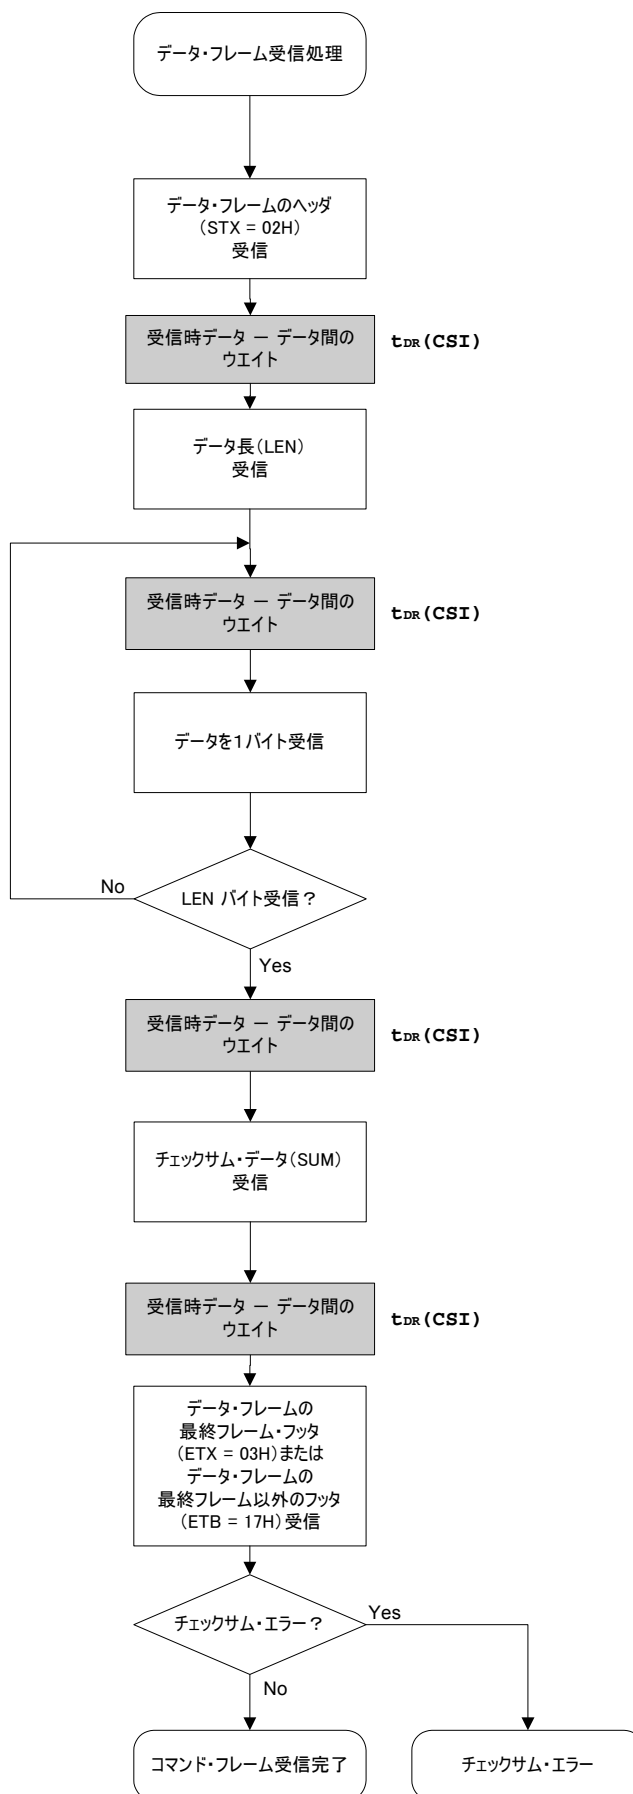 データ・フレーム受信処理
データ・フレームのヘッダ
(STX = 02H)
受信
受信時データ － データ間の
ウエイト
tDR(CSI)
データ長(LEN)
受信
受信時データ － データ間の
ウエイト
tDR(CSI)
データを１バイト受信
LEN バイト受信？
No
Yes
受信時データ － データ間の
ウエイト
tDR(CSI)
チェックサム・データ(SUM)
受信
受信時データ － データ間の
ウエイト
tDR(CSI)
データ・フレームの
最終フレーム・フッタ
(ETX = 03H)または
データ・フレームの
最終フレーム以外のフッタ
(ETB = 17H)受信
チェックサム・エラー？
Yes
No
コマンド・フレーム受信完了
チェックサム・エラー